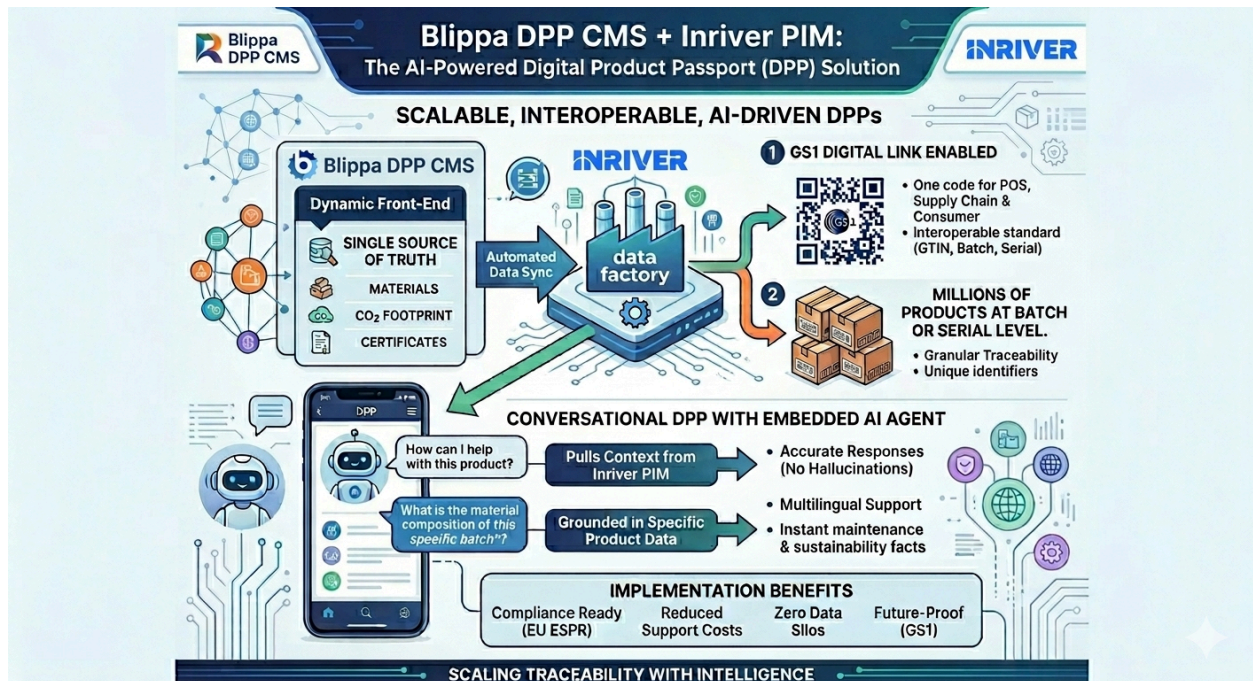 Blippa
DPP CMS
Blippa DPP CMS + Inriver PIM:
The AI-Powered Digital Product Passport (DPP) Solution
INRIVER
SCALABLE, INTEROPERABLE, AI-DRIVEN DPPs
Blippa DPP CMS
Dynamic Front-End
SINGLE SOURCE
OF TRUTH
MATERIALS
CO₂ FOOTPRINT
CERTIFICATES
Automated
Data Sync
INRIVER
data
factory
1 GS1 DIGITAL LINK ENABLED
GS1
• One code for POS,
Supply Chain &
Consumer
• Interoperable standard
(GTIN, Batch, Serial)
2
MILLIONS OF
PRODUCTS AT BATCH
OR SERIAL LEVEL.
• Granular Traceability
• Unique identifiers
DPP
CONVERSATIONAL DPP WITH EMBEDDED AI AGENT
How can I help
with this product?
Pulls Context from
Inriver PIM
• Accurate Responses
(No Hallucinations)
What is the material
composition of this
speeific batch"?
Grounded in Specific
Product Data
• Multilingual Support
• Instant maintenance
& sustainability facts
IMPLEMENTATION BENEFITS
Compliance Ready
(EU ESPR)
Reduced
Support Costs
Zero Data
Sllos
Future-Proof
(GS1)
SCALING TRACEABILITY WITH INTELLIGENCE